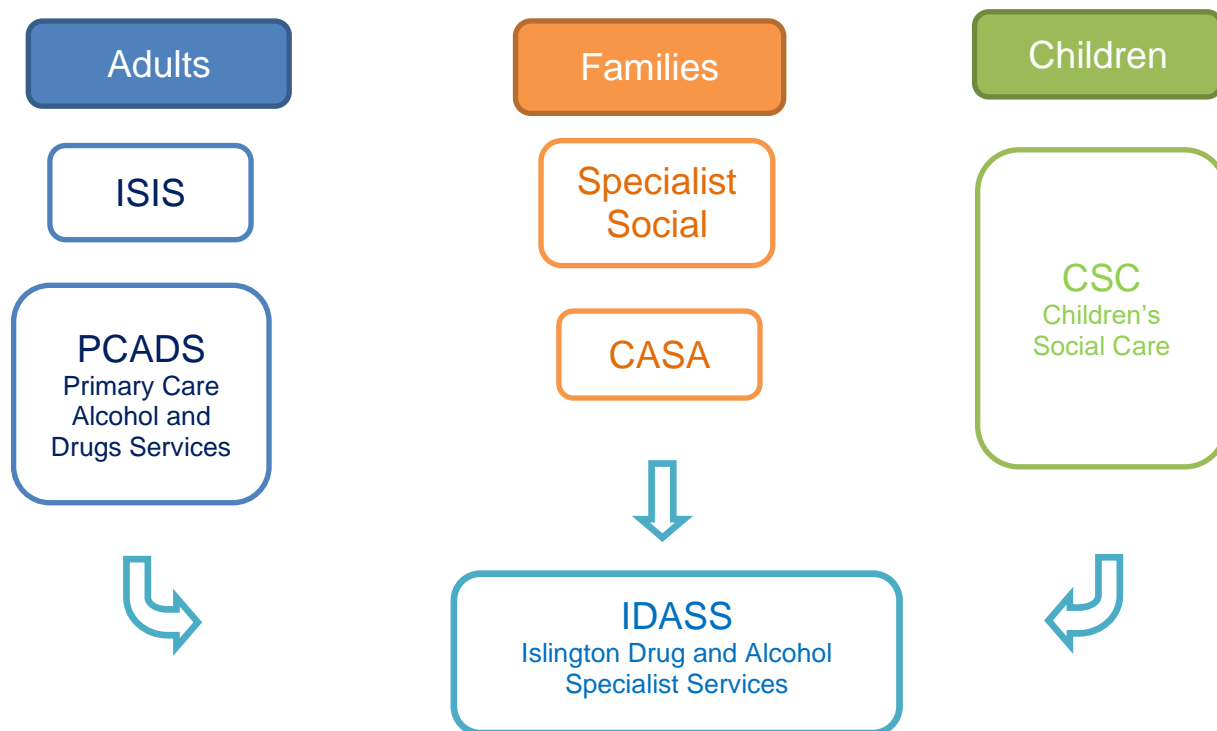 Adults
Families
Children
ISIS
Specialist
Social
CASA
PCADS
Primary Care
Alcohol and
Drugs Services
CSC
Children’s
Social Care
IDASS
Islington Drug and Alcohol
Specialist Services